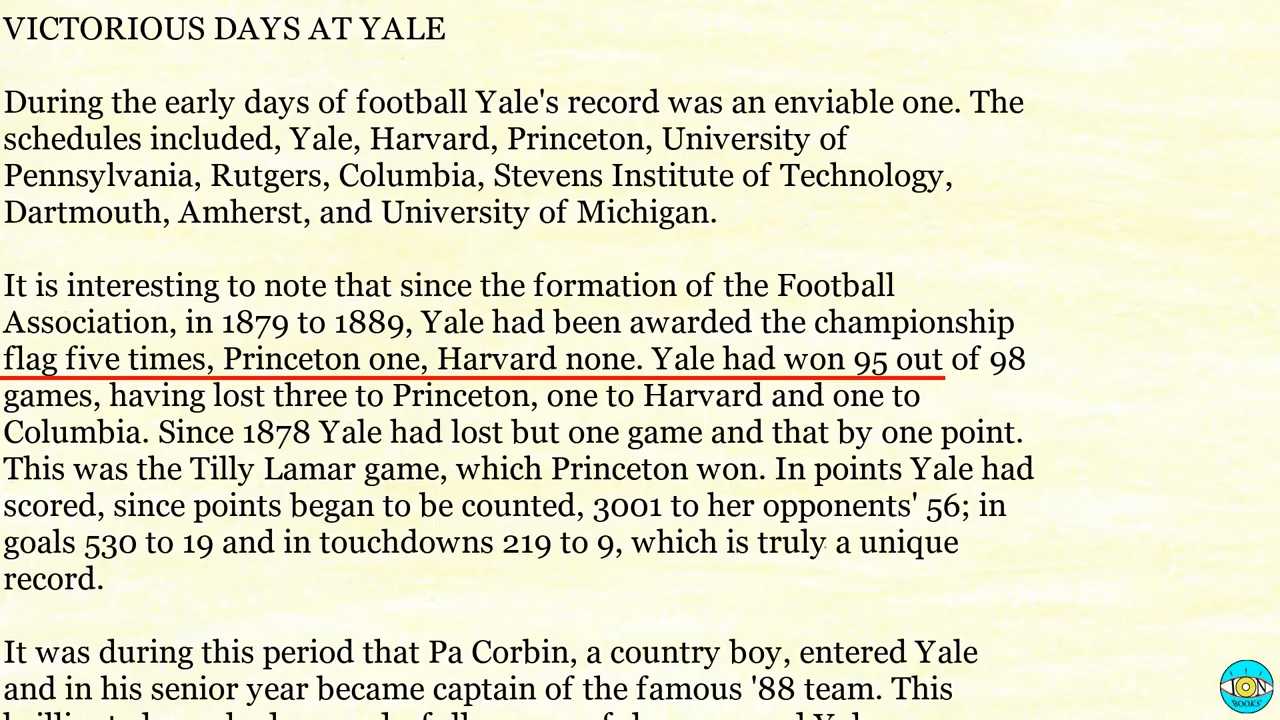 VICTORIOUS DAYS AT YALE
During the early days of football Yale's record was an enviable one. The
schedules included, Yale, Harvard, Princeton, University of
Pennsylvania, Rutgers, Columbia, Stevens Institute of Technology,
Dartmouth, Amherst, and University of Michigan.
It is interesting to note that since the formation of the Football
Association, in 1879 to 1889, Yale had been awarded the championship
flag five times, Princeton one, Harvard none. Yale had won 95 out of 98
games, having lost three to Princeton, one to Harvard and one to
Columbia. Since 1878 Yale had lost but one game and that by one point.
This was the Tilly Lamar game, which Princeton won. In points Yale had
scored, since points began to be counted, 3001 to her opponents' 56; in
goals 530 to 19 and in touchdowns 219 to 9, which is truly a unique
record.
It was during this period that Pa Corbin, a country boy, entered Yale
and in his senior year became captain of the famous '88 team. This
ION
BOOKS